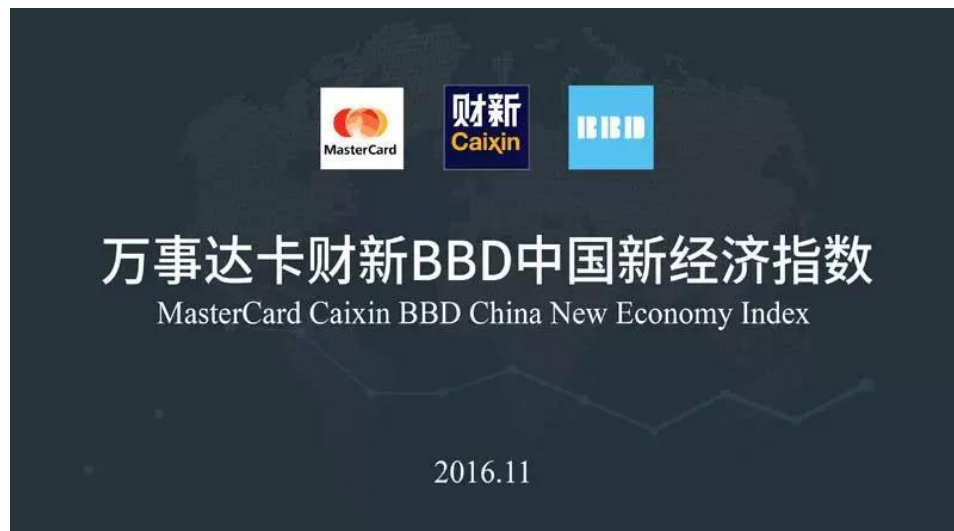 MasterCard
财新
Caixin
BBD
万事达卡财新BBD中国新经济指数
MasterCard Caixin BBD China New Economy Index
2016.11